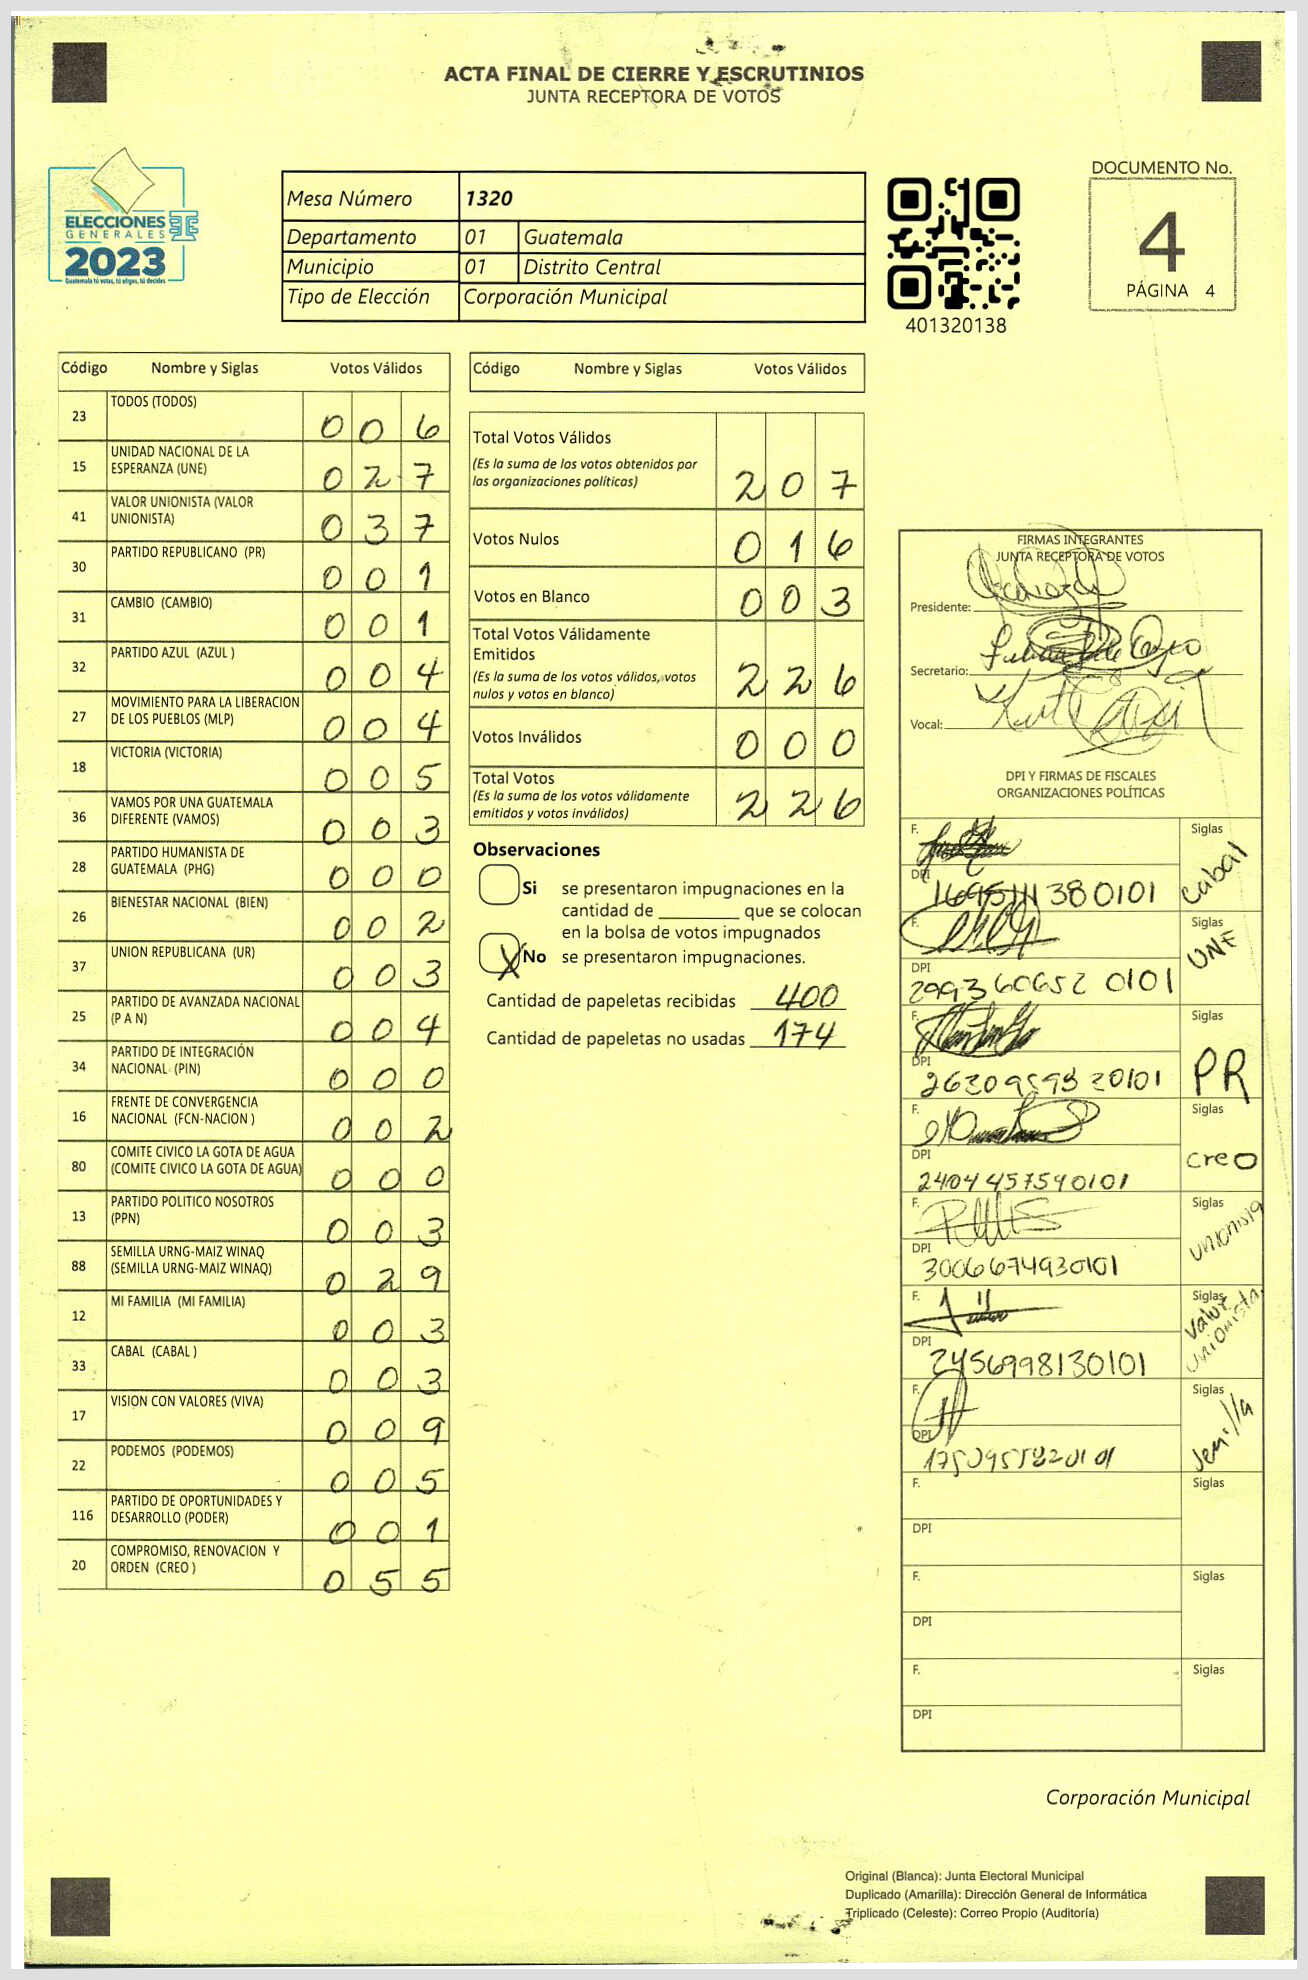 ACTA FINAL DE CIERRE Y ESCRUTINIOS
JUNTA RECEPTORA DE VOTOS
ELECCIONES
GENERALES
2023
Guatemala tú votas, tú eliges, tú decides
Mesa Número 1320
Departamento 01 Guatemala
Municipio 01 Distrito Central
Tipo de Elección Corporación Municipal
401320138
DOCUMENTO No.
4
PÁGINA 4
Código Nombre y Siglas Votos Válidos
23 TODOS (TODOS) 0 0 6
15 UNIDAD NACIONAL DE LA
ESPERANZA (UNE) 0 2 7
41 VALOR UNIONISTA (VALOR
UNIONISTA) 0 3 7
30 PARTIDO REPUBLICANO (PR) 0 0 1
31 CAMBIO (CAMBIO) 0 0 1
32 PARTIDO AZUL (AZUL ) 0 0 4
27 MOVIMIENTO PARA LA LIBERACION
DE LOS PUEBLOS (MLP) 0 0 4
18 VICTORIA (VICTORIA) 0 0 5
36 VAMOS POR UNA GUATEMALA
DIFERENTE (VAMOS) 0 0 3
28 PARTIDO HUMANISTA DE
GUATEMALA (PHG) 0 0 0
26 BIENESTAR NACIONAL (BIEN) 0 0 2
37 UNION REPUBLICANA (UR) 0 0 3
25 PARTIDO DE AVANZADA NACIONAL
(P A N) 0 0 4
34 PARTIDO DE INTEGRACIÓN
NACIONAL (PIN) 0 0 0
16 FRENTE DE CONVERGENCIA
NACIONAL (FCN-NACION ) 0 0 2
80 COMITE CIVICO LA GOTA DE AGUA
(COMITE CIVICO LA GOTA DE AGUA) 0 0 0
13 PARTIDO POLITICO NOSOTROS
(PPN) 0 0 3
88 SEMILLA URNG-MAIZ WINAQ
(SEMILLA URNG-MAIZ WINAQ) 0 2 9
12 MI FAMILIA (MI FAMILIA) 0 0 3
33 CABAL (CABAL ) 0 0 3
17 VISION CON VALORES (VIVA) 0 0 9
22 PODEMOS (PODEMOS) 0 0 5
116 PARTIDO DE OPORTUNIDADES Y
DESARROLLO (PODER) 0 0 1
20 COMPROMISO, RENOVACION Y
ORDEN (CREO ) 0 5 5
Código Nombre y Siglas Votos Válidos
Total Votos Válidos
(Es la suma de los votos obtenidos por
las organizaciones políticas) 2 0 7
Votos Nulos 0 1 6
Votos en Blanco 0 0 3
Total Votos Válidamente
Emitidos
(Es la suma de los votos válidos, votos
nulos y votos en blanco) 2 2 6
Votos Inválidos 0 0 0
Total Votos
(Es la suma de los votos válidamente
emitidos y votos inválidos) 2 2 6
Observaciones
Si se presentaron impugnaciones en la
cantidad de ________ que se colocan
en la bolsa de votos impugnados
X No se presentaron impugnaciones.
Cantidad de papeletas recibidas 400
Cantidad de papeletas no usadas 174
FIRMAS INTEGRANTES
JUNTA RECEPTORA DE VOTOS
Presidente:
Secretario:
Vocal:
DPI Y FIRMAS DE FISCALES
ORGANIZACIONES POLÍTICAS
F. Siglas
DPI Cabal
F. Siglas
DPI UNE
2993 60652 0101
F. Siglas
DPI PR
F. Siglas
DPI creo
2404 457540101
F. Siglas
DPI unionista
3006674930101
F. Siglas
DPI Valor
unionista
2456998130101
F. Siglas
DPI Semilla
F. Siglas
DPI
F. Siglas
DPI
F. Siglas
DPI
Corporación Municipal
Original (Blanca): Junta Electoral Municipal
Duplicado (Amarilla): Dirección General de Informática
Triplicado (Celeste): Correo Propio (Auditoría)